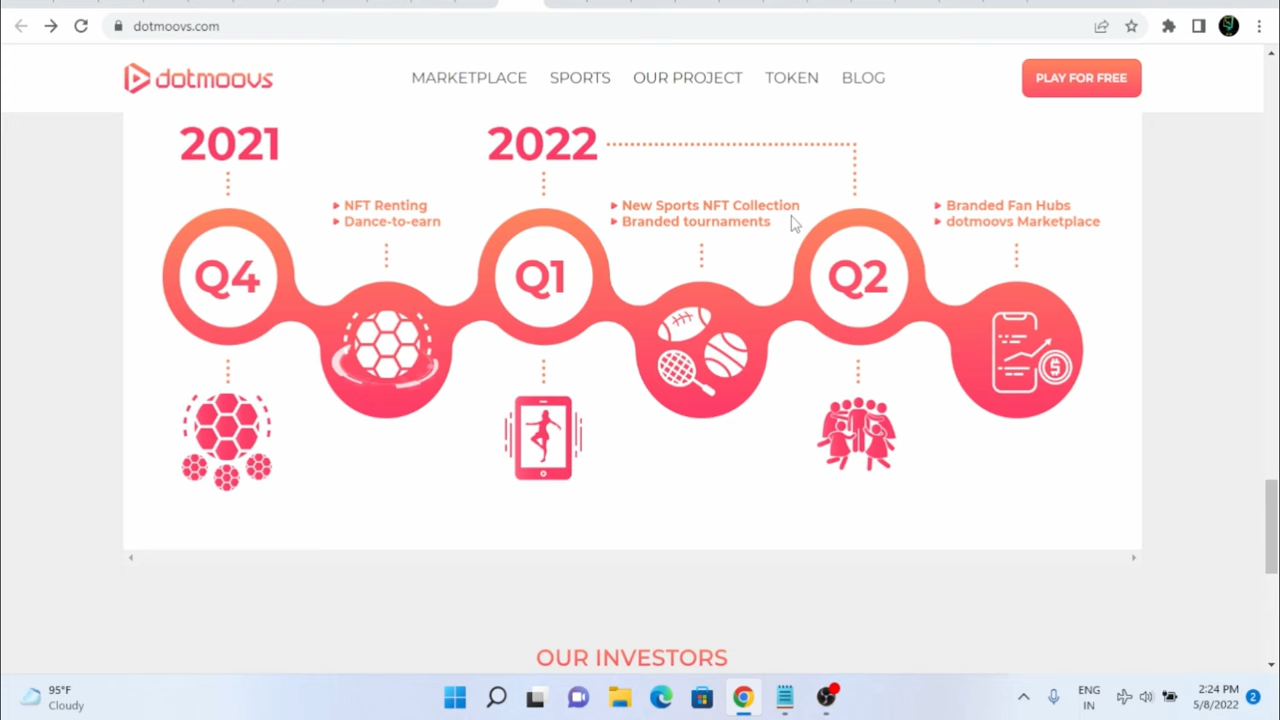 dotmoovs.com
dotmoovs
MARKETPLACE
SPORTS
OUR PROJECT
TOKEN
BLOG
PLAY FOR FREE
2021
2022
NFT Renting
Dance-to-earn
New Sports NFT Collection
Branded tournaments
Branded Fan Hubs
dotmoovs Marketplace
Q4
Q1
Q2
$
OUR INVESTORS
95°F
Cloudy
ENG
IN
2:24 PM
5/8/2022
2